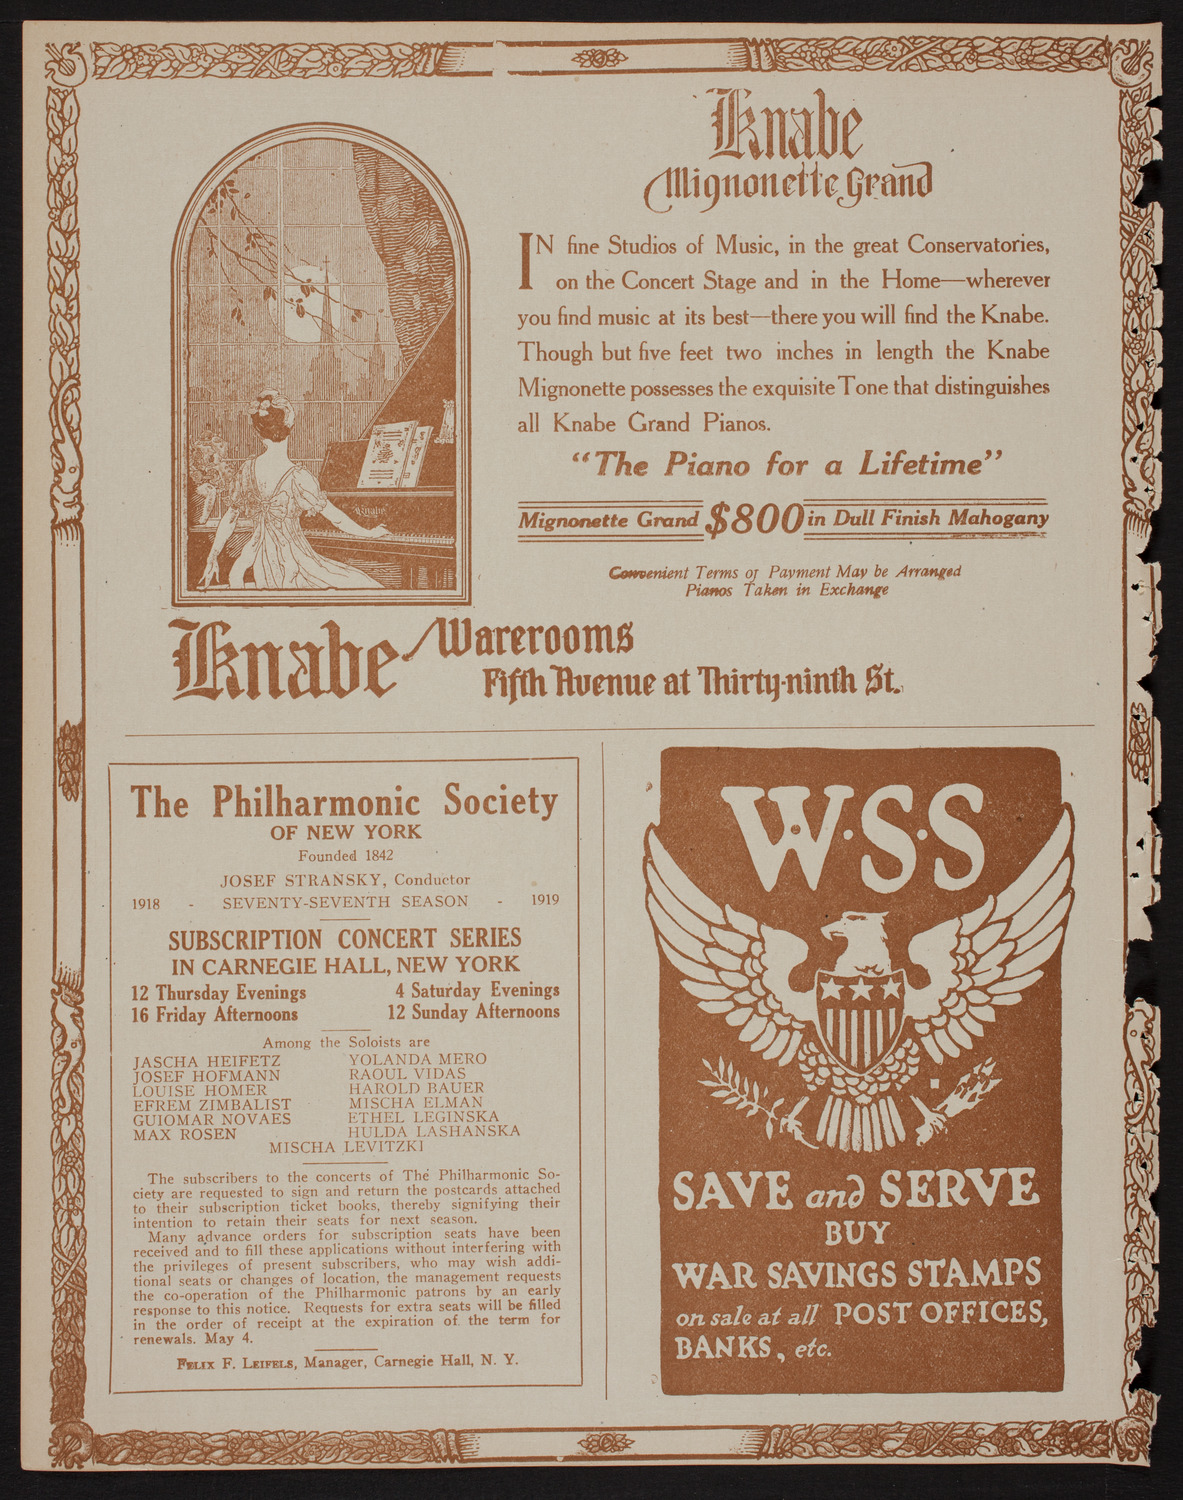 Knabe
Mignonette Grand
IN fine Studios of Music, in the great Conservatories,
on the Concert Stage and in the Home—wherever
you find music at its best—there you will find the Knabe.
Though but five feet two inches in length the Knabe
Mignonette possesses the exquisite Tone that distinguishes
all Knabe Grand Pianos.
"The Piano for a Lifetime"
Mignonette Grand $800 in Dull Finish Mahogany
Convenient Terms of Payment May be Arranged
Pianos Taken in Exchange
Knabe
Knabe Warerooms
Fifth Avenue at Thirty-ninth St.
The Philharmonic Society
OF NEW YORK
Founded 1842
JOSEF STRANSKY, Conductor
1918 - SEVENTY-SEVENTH SEASON - 1919
SUBSCRIPTION CONCERT SERIES
IN CARNEGIE HALL, NEW YORK
12 Thursday Evenings 4 Saturday Evenings
16 Friday Afternoons 12 Sunday Afternoons
Among the Soloists are
JASCHA HEIFETZ YOLANDA MERO
JOSEF HOFMANN RAOUL VIDAS
LOUISE HOMER HAROLD BAUER
EFREM ZIMBALIST MISCHA ELMAN
GUIOMAR NOVAES ETHEL LEGINSKA
MAX ROSEN HULDA LASHANSKA
MISCHA LEVITZKI
The subscribers to the concerts of The Philharmonic So-
ciety are requested to sign and return the postcards attached
to their subscription ticket books, thereby signifying their
intention to retain their seats for next season.
Many advance orders for subscription seats have been
received and to fill these applications without interfering with
the privileges of present subscribers, who may wish addi-
tional seats or changes of location, the management requests
the co-operation of the Philharmonic patrons by an early
response to this notice. Requests for extra seats will be filled
in the order of receipt at the expiration of the term for
renewals. May 4.
FELIX F. LEIFELS, Manager, Carnegie Hall, N. Y.
W·S·S
SAVE and SERVE
BUY
WAR SAVINGS STAMPS
on sale at all POST OFFICES,
BANKS, etc.